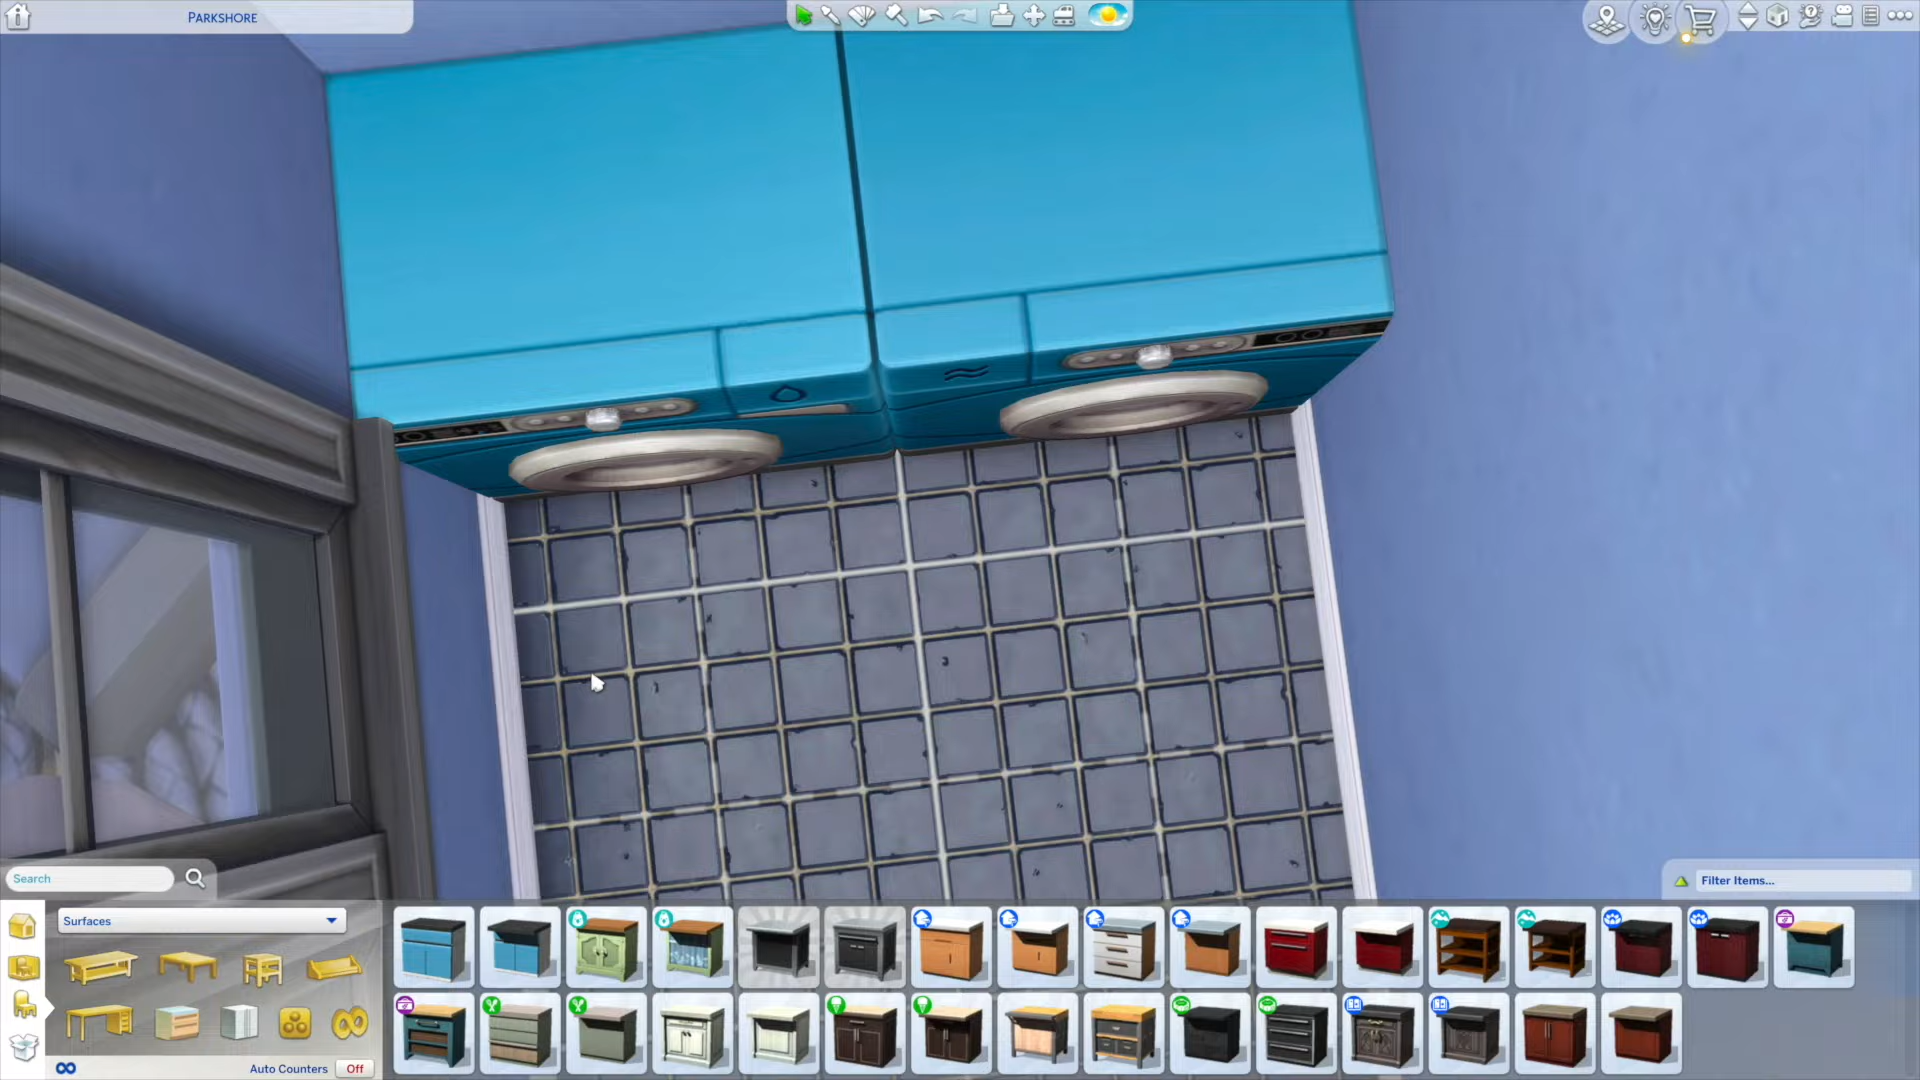 PARKSHORE
Search
Filter Items...
Surfaces
Auto Counters Off